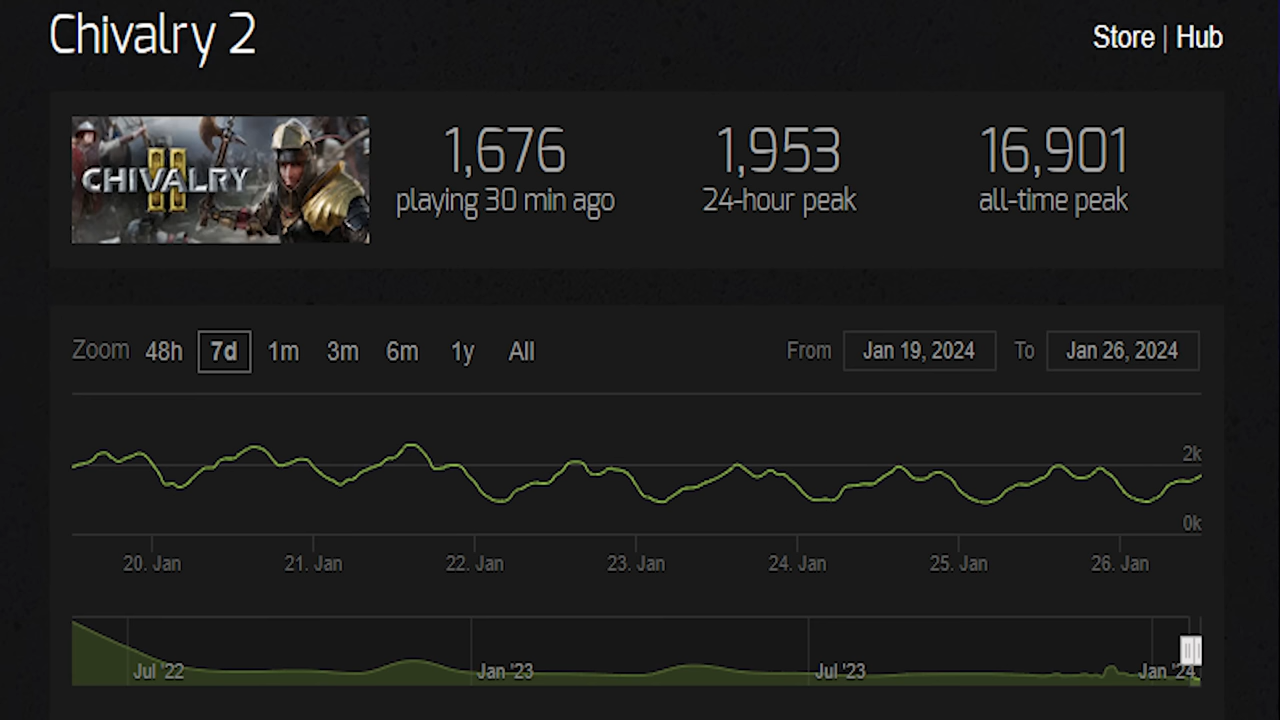 Chivalry 2
Store | Hub
CHIVALRY II
1,676
playing 30 min ago
1,953
24-hour peak
16,901
all-time peak
Zoom 48h 7d 1m 3m 6m 1y All
From Jan 19, 2024 To Jan 26, 2024
2k
0k
20. Jan 21. Jan 22. Jan 23. Jan 24. Jan 25. Jan 26. Jan
Jul '22 Jan '23 Jul '23 Jan '24